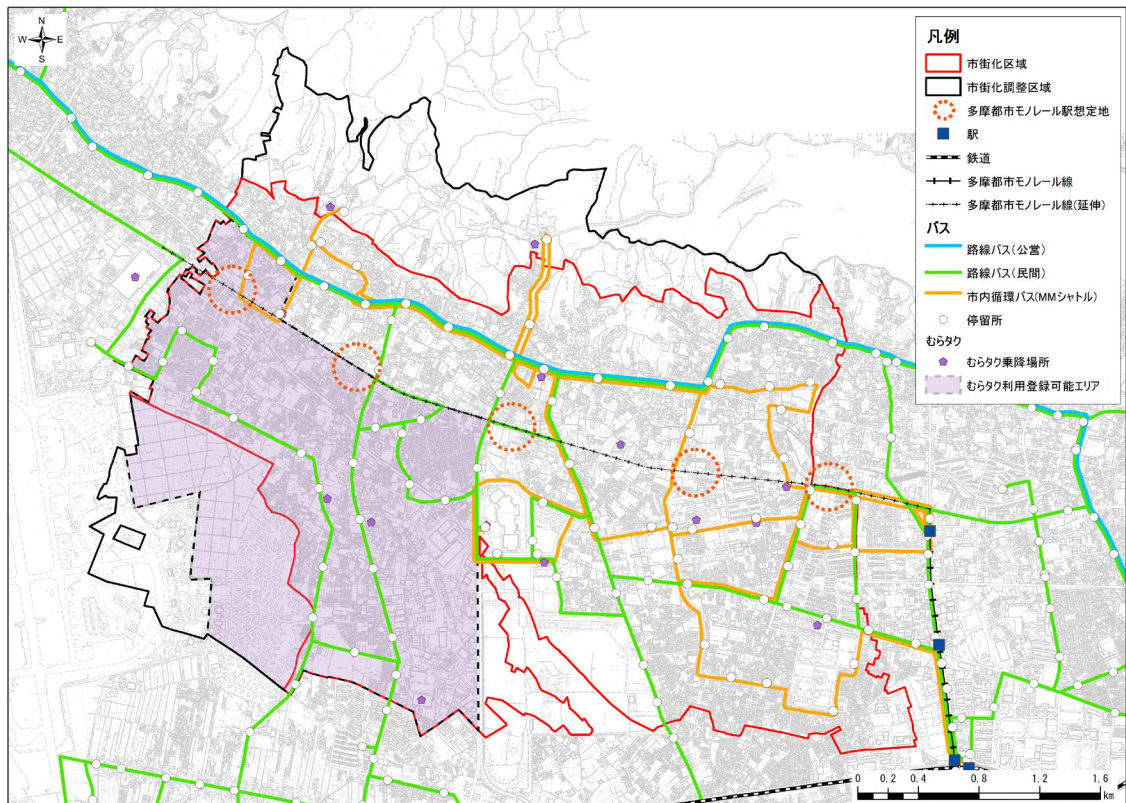 N
W E
S
凡例
市街化区域
市街化調整区域
多摩都市モノレール駅想定地
駅
鉄道
多摩都市モノレール線
多摩都市モノレール線(延伸)
バス
路線バス(公営)
路線バス(民間)
市内循環バス(MMシャトル)
停留所
むらタク
むらタク乗降場所
むらタク利用登録可能エリア
0 0.2 0.4 0.8 1.2 1.6
km